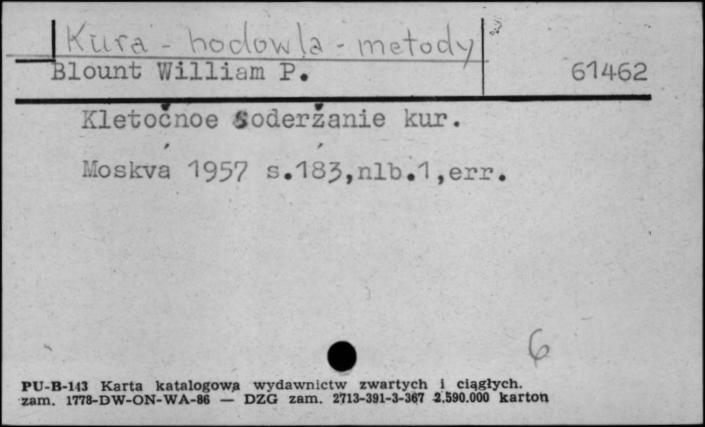 Kura - hodowla - metody
Blount William P. 61462
Kletočnoe soderžanie kur.
Moskva 1957 s.183,nlb.1,err.
6
PU-B-143 Karta katalogowa wydawnictw zwartych i ciągłych.
zam. 1778-DW-ON-WA-86 — DZG zam. 2713-391-3-367 2.590.000 karton